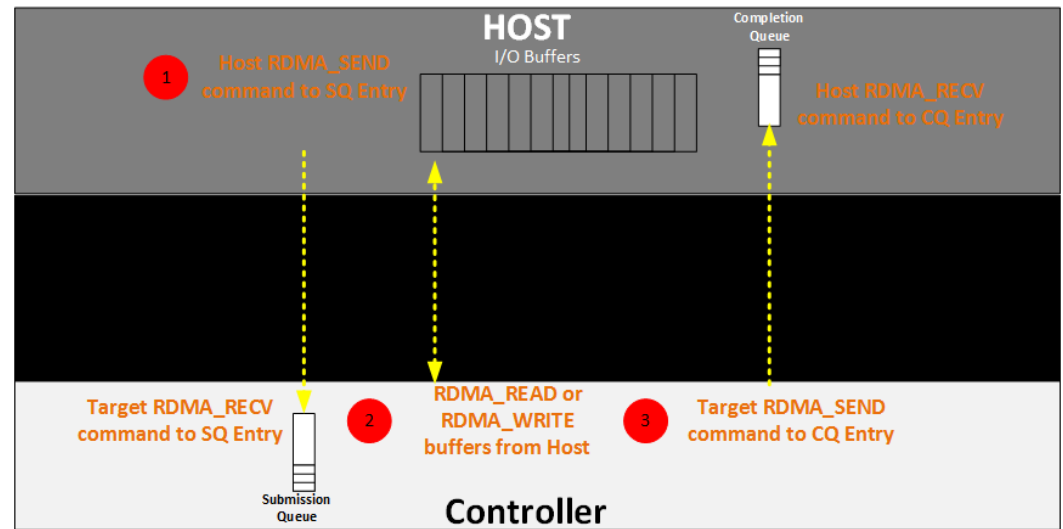 HOST
I/O Buffers
Completion
Queue
1
Host RDMA_SEND
command to SQ Entry
Host RDMA_RECV
command to CQ Entry
Target RDMA_RECV
command to SQ Entry
2
RDMA_READ or
RDMA_WRITE
buffers from Host
3
Target RDMA_SEND
command to CQ Entry
Submission
Queue
Controller